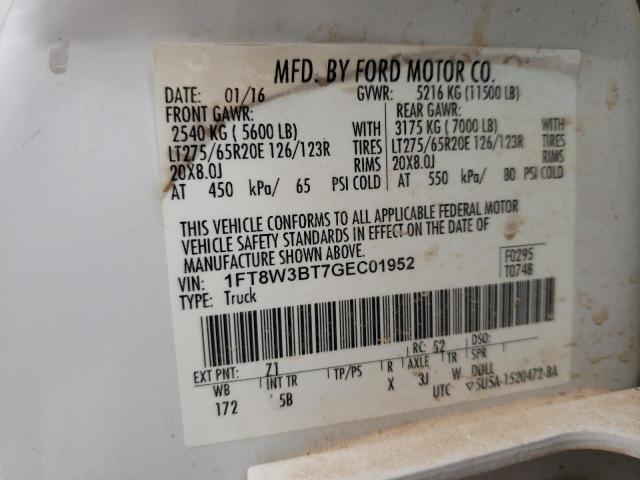 MFD. BY FORD MOTOR CO.
DATE: 01/16 GVWR: 5216 KG (11500 LB)
FRONT GAWR: REAR GAWR:
2540 KG ( 5600 LB) WITH 3175 KG ( 7000 LB) WITH
LT275/65R20E 126/123R TIRES LT275/65R20E 126/123R TIRES
20X8.0J RIMS 20X8.0J RIMS
AT 450 kPa/ 65 PSI COLD AT 550 kPa/ 80 PSI COLD
THIS VEHICLE CONFORMS TO ALL APPLICABLE FEDERAL MOTOR
VEHICLE SAFETY STANDARDS IN EFFECT ON THE DATE OF
MANUFACTURE SHOWN ABOVE.
VIN: 1FT8W3BT7GEC01952 F0295
TYPE: Truck T0748
EXT PNT: Z1 RC: 52 DSO:
WB INT TR TP/PS R AXLE TR SPR
172 5B X 3J W DDLL
UTC ▽5U5A-1520472-BA